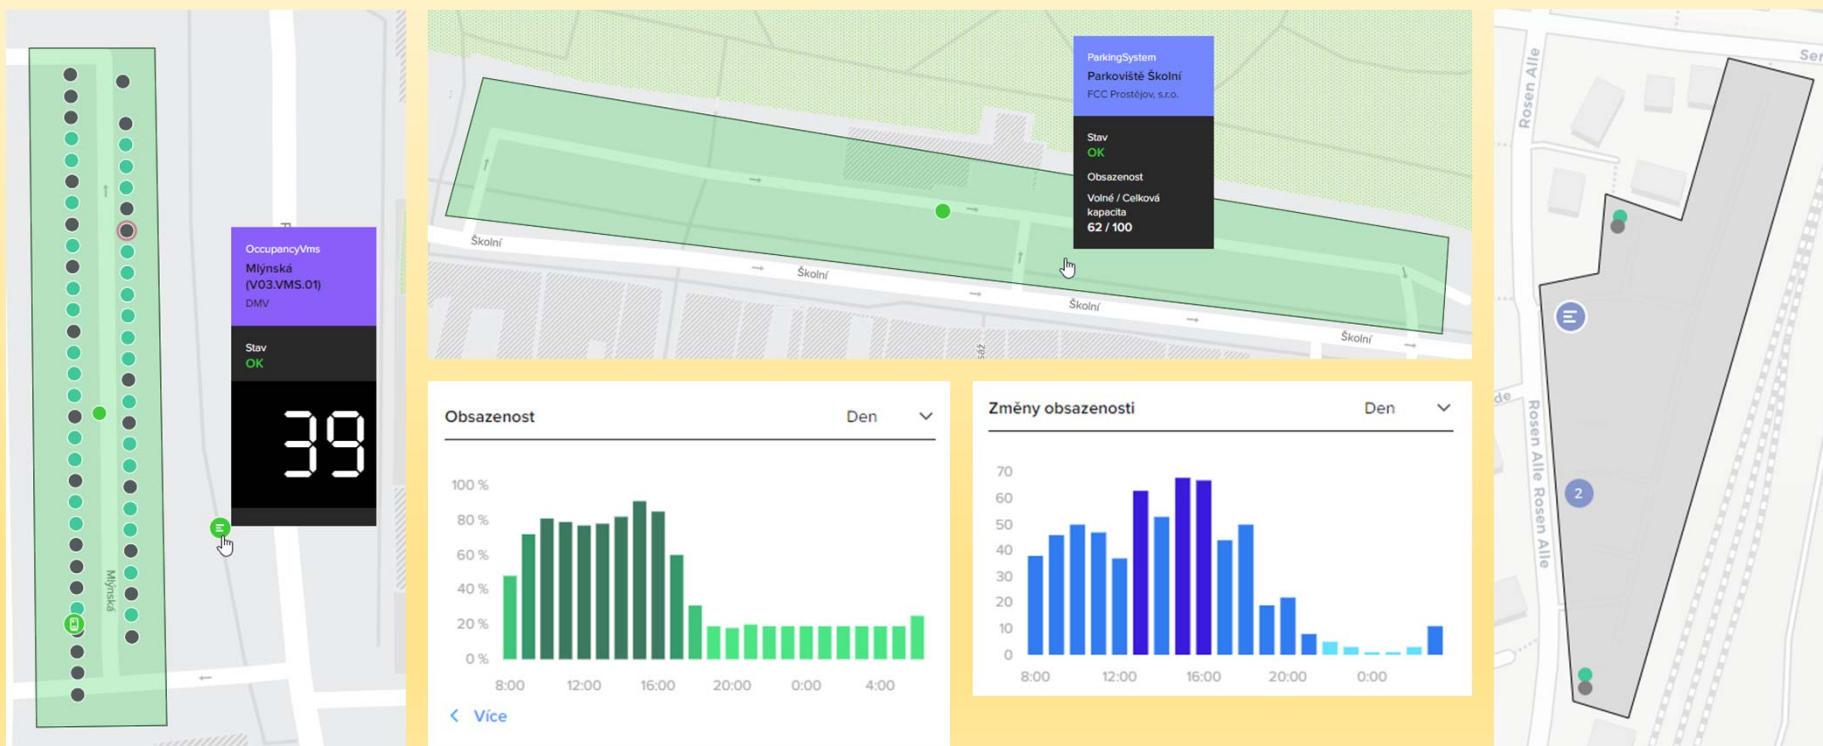 OccupancyVms
Mlýnská
(V03.VMS.01)
DMV
Stav
OK
39
Mlýnská
ParkingSystem
Parkoviště Školní
FCC Prostějov, s.r.o.
Stav
OK
Obsazenost
Volné / Celková
kapacita
62 / 100
Školní
Školní
Školní
Školní
Obsazenost
Den
100 %
80 %
60 %
40 %
20 %
0 %
8:00
12:00
16:00
20:00
0:00
4:00
Více
Změny obsazenosti
Den
70
60
50
40
30
20
10
0
8:00
12:00
16:00
20:00
0:00
Rosen Alle
Ser
de
Rosen Alle Rosen Alle
2